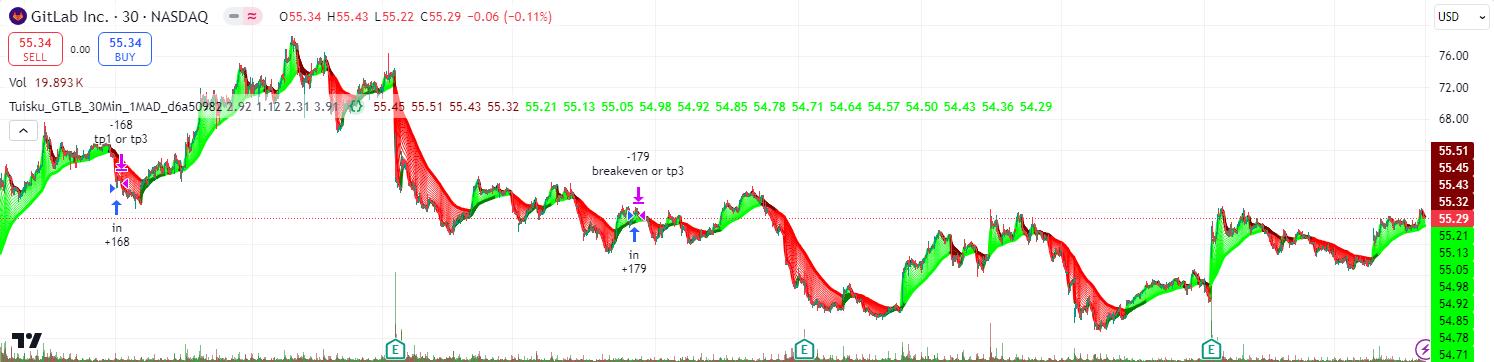 GitLab Inc. · 30 · NASDAQ O55.34 H55.43 L55.22 C55.29 −0.06 (−0.11%)
USD
55.34 SELL 0.00 55.34 BUY
Vol 19.893 K
Tuisku_GTLB_30Min_1MAD_d6a50982 2.92 1.12 2.31 3.91 55.45 55.51 55.43 55.32 55.21 55.13 55.05 54.98 54.92 54.85 54.78 54.71 54.64 54.57 54.50 54.43 54.36 54.29
-168
tp1 or tp3
in
+168
-179
breakeven or tp3
in
+179
76.00
72.00
68.00
55.51
55.45
55.43
55.32
55.29
55.21
55.13
55.05
54.98
54.92
54.85
54.78
54.71
E
E
E